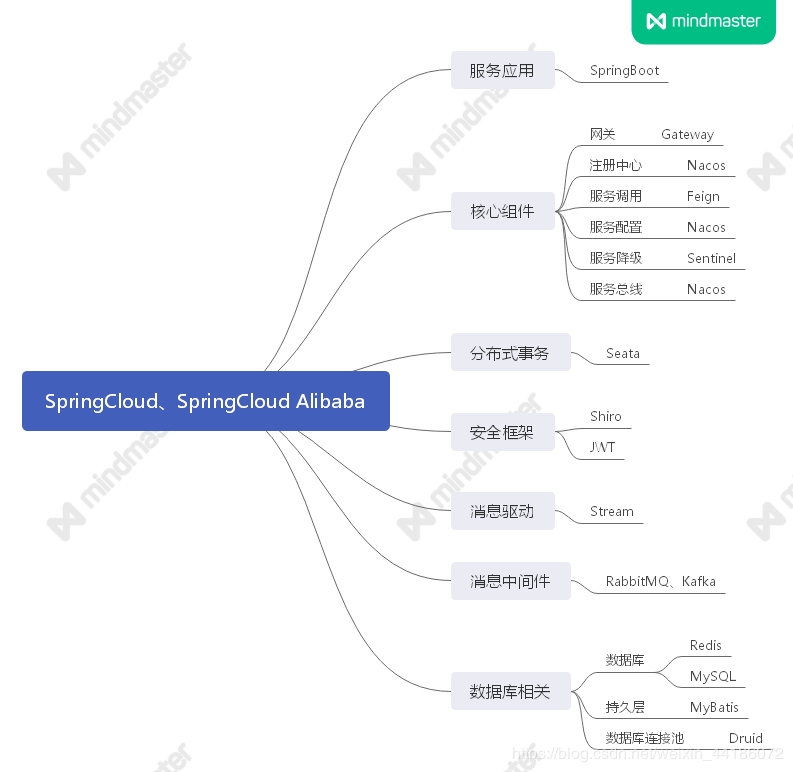 mindmaster
服务应用
SpringBoot
网关 Gateway
注册中心 Nacos
服务调用 Feign
核心组件
服务配置 Nacos
服务降级 Sentinel
服务总线 Nacos
分布式事务
Seata
SpringCloud、SpringCloud Alibaba
安全框架
Shiro
JWT
消息驱动
Stream
消息中间件
RabbitMQ、Kafka
数据库相关
数据库
Redis
MySQL
持久层 MyBatis
数据库连接池 Druid
https://blog.csdn.net/weixin_44186072
mindmaster
mindmaster
mindmaster
mindmaster